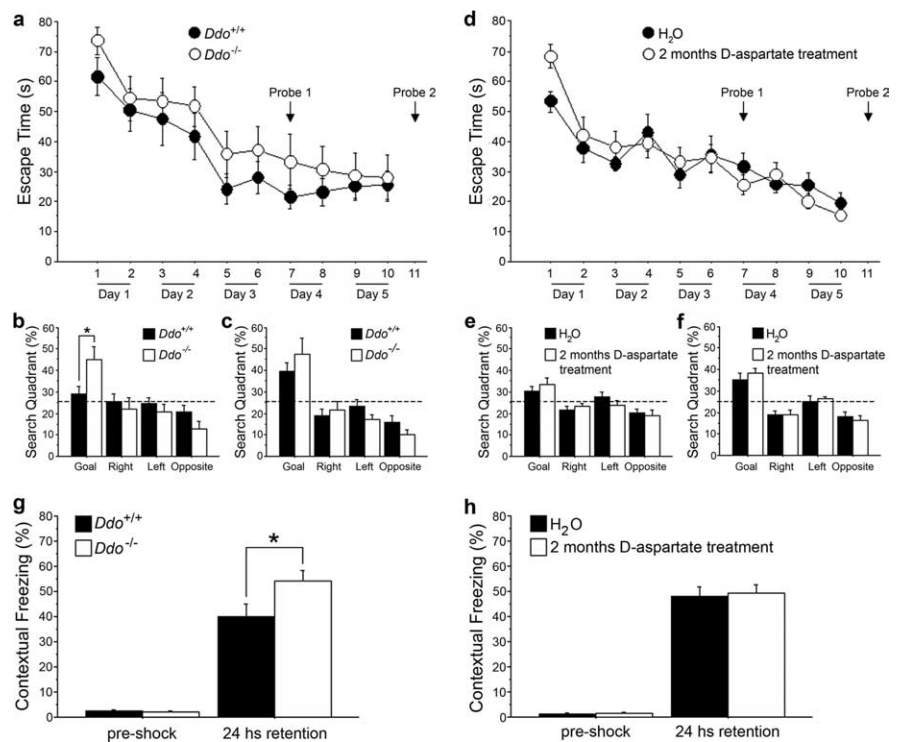 a
Escape Time (s)
80
70
60
50
40
30
20
10
0
Ddo+/+
Ddo-/-
Probe 1
Probe 2
1 2 3 4 5 6 7 8 9 10 11
Day 1 Day 2 Day 3 Day 4 Day 5
d
Escape Time (s)
80
70
60
50
40
30
20
10
0
H2O
2 months D-aspartate treatment
Probe 1
Probe 2
1 2 3 4 5 6 7 8 9 10 11
Day 1 Day 2 Day 3 Day 4 Day 5
b
Search Quadrant (%)
60
50
40
30
20
10
0
*
Ddo+/+
Ddo-/-
Goal Right Left Opposite
c
Search Quadrant (%)
60
50
40
30
20
10
0
Ddo+/+
Ddo-/-
Goal Right Left Opposite
e
Search Quadrant (%)
60
50
40
30
20
10
0
H2O
2 months D-aspartate
treatment
Goal Right Left Opposite
f
Search Quadrant (%)
60
50
40
30
20
10
0
H2O
2 months D-aspartate
treatment
Goal Right Left Opposite
g
Contextual Freezing (%)
80
70
60
50
40
30
20
10
0
Ddo+/+
Ddo-/-
*
pre-shock 24 hs retention
h
Contextual Freezing (%)
80
70
60
50
40
30
20
10
0
H2O
2 months D-aspartate treatment
pre-shock 24 hs retention